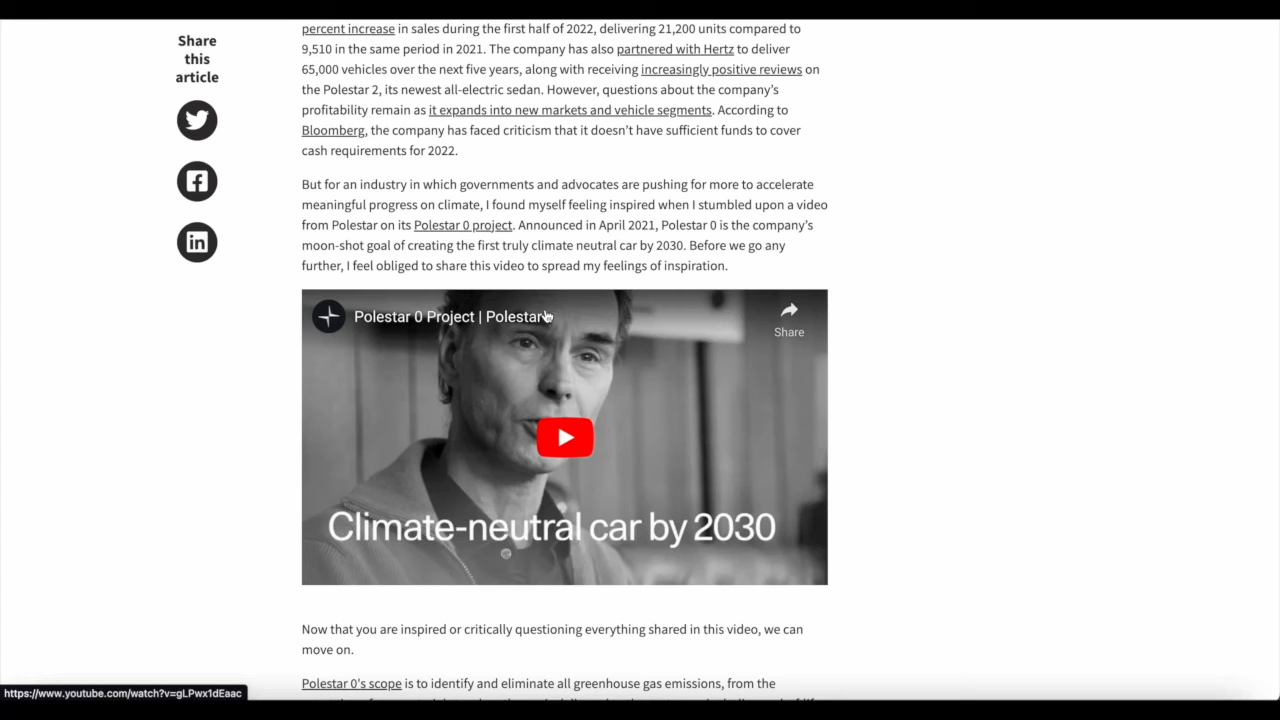 Share
this
article
percent increase in sales during the first half of 2022, delivering 21,200 units compared to
9,510 in the same period in 2021. The company has also partnered with Hertz to deliver
65,000 vehicles over the next five years, along with receiving increasingly positive reviews on
the Polestar 2, its newest all-electric sedan. However, questions about the company’s
profitability remain as it expands into new markets and vehicle segments. According to
Bloomberg, the company has faced criticism that it doesn’t have sufficient funds to cover
cash requirements for 2022.
But for an industry in which governments and advocates are pushing for more to accelerate
meaningful progress on climate, I found myself feeling inspired when I stumbled upon a video
from Polestar on its Polestar 0 project. Announced in April 2021, Polestar 0 is the company’s
moon-shot goal of creating the first truly climate neutral car by 2030. Before we go any
further, I feel obliged to share this video to spread my feelings of inspiration.
Polestar 0 Project | Polestar
Share
Climate-neutral car by 2030
Now that you are inspired or critically questioning everything shared in this video, we can
move on.
Polestar 0's scope is to identify and eliminate all greenhouse gas emissions, from the
https://www.youtube.com/watch?v=gLPwx1dEaac